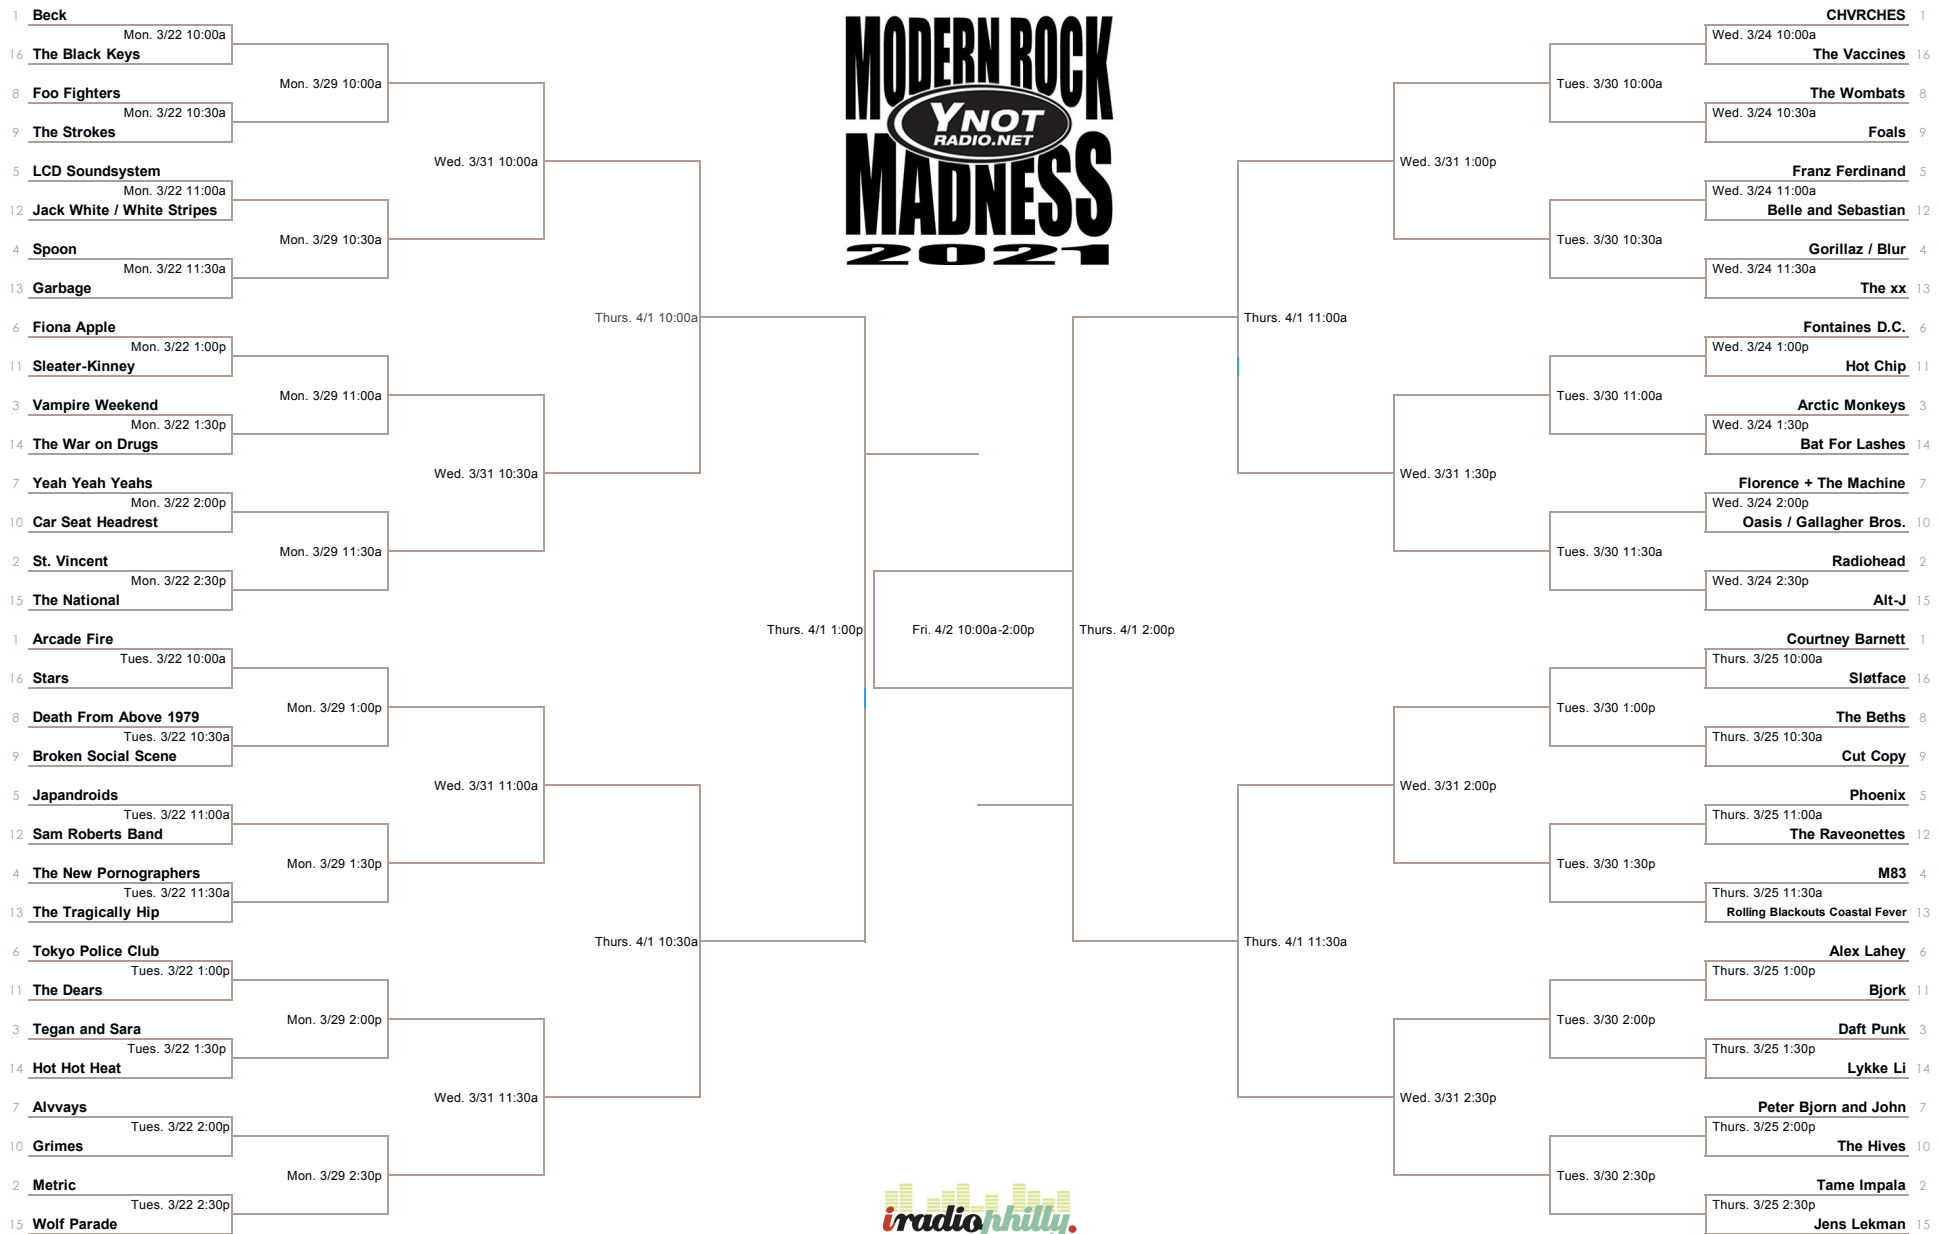 MODERN ROCK
YNOT
RADIO.NET
MADNESS
2021
1 Beck
Mon. 3/22 10:00a
16 The Black Keys
Mon. 3/29 10:00a
8 Foo Fighters
Mon. 3/22 10:30a
9 The Strokes
Wed. 3/31 10:00a
5 LCD Soundsystem
Mon. 3/22 11:00a
12 Jack White / White Stripes
Mon. 3/29 10:30a
4 Spoon
Mon. 3/22 11:30a
13 Garbage
Thurs. 4/1 10:00a
6 Fiona Apple
Mon. 3/22 1:00p
11 Sleater-Kinney
Mon. 3/29 11:00a
3 Vampire Weekend
Mon. 3/22 1:30p
14 The War on Drugs
Wed. 3/31 10:30a
7 Yeah Yeah Yeahs
Mon. 3/22 2:00p
10 Car Seat Headrest
Mon. 3/29 11:30a
2 St. Vincent
Mon. 3/22 2:30p
15 The National
Thurs. 4/1 1:00p
1 Arcade Fire
Tues. 3/22 10:00a
16 Stars
Mon. 3/29 1:00p
8 Death From Above 1979
Tues. 3/22 10:30a
9 Broken Social Scene
Wed. 3/31 11:00a
5 Japandroids
Tues. 3/22 11:00a
12 Sam Roberts Band
Mon. 3/29 1:30p
4 The New Pornographers
Tues. 3/22 11:30a
13 The Tragically Hip
Thurs. 4/1 10:30a
6 Tokyo Police Club
Tues. 3/22 1:00p
11 The Dears
Mon. 3/29 2:00p
3 Tegan and Sara
Tues. 3/22 1:30p
14 Hot Hot Heat
Wed. 3/31 11:30a
7 Alvvays
Tues. 3/22 2:00p
10 Grimes
Mon. 3/29 2:30p
2 Metric
Tues. 3/22 2:30p
15 Wolf Parade
Fri. 4/2 10:00a-2:00p
CHVRCHES 1
Wed. 3/24 10:00a
The Vaccines 16
Tues. 3/30 10:00a
The Wombats 8
Wed. 3/24 10:30a
Foals 9
Wed. 3/31 1:00p
Franz Ferdinand 5
Wed. 3/24 11:00a
Belle and Sebastian 12
Tues. 3/30 10:30a
Gorillaz / Blur 4
Wed. 3/24 11:30a
The xx 13
Thurs. 4/1 11:00a
Fontaines D.C. 6
Wed. 3/24 1:00p
Hot Chip 11
Tues. 3/30 11:00a
Arctic Monkeys 3
Wed. 3/24 1:30p
Bat For Lashes 14
Wed. 3/31 1:30p
Florence + The Machine 7
Wed. 3/24 2:00p
Oasis / Gallagher Bros. 10
Tues. 3/30 11:30a
Radiohead 2
Wed. 3/24 2:30p
Alt-J 15
Thurs. 4/1 2:00p
Courtney Barnett 1
Thurs. 3/25 10:00a
Sløtface 16
Tues. 3/30 1:00p
The Beths 8
Thurs. 3/25 10:30a
Cut Copy 9
Wed. 3/31 2:00p
Phoenix 5
Thurs. 3/25 11:00a
The Raveonettes 12
Tues. 3/30 1:30p
M83 4
Thurs. 3/25 11:30a
Rolling Blackouts Coastal Fever 13
Thurs. 4/1 11:30a
Alex Lahey 6
Thurs. 3/25 1:00p
Bjork 11
Tues. 3/30 2:00p
Daft Punk 3
Thurs. 3/25 1:30p
Lykke Li 14
Wed. 3/31 2:30p
Peter Bjorn and John 7
Thurs. 3/25 2:00p
The Hives 10
Tues. 3/30 2:30p
Tame Impala 2
Thurs. 3/25 2:30p
Jens Lekman 15
iradiophilly.